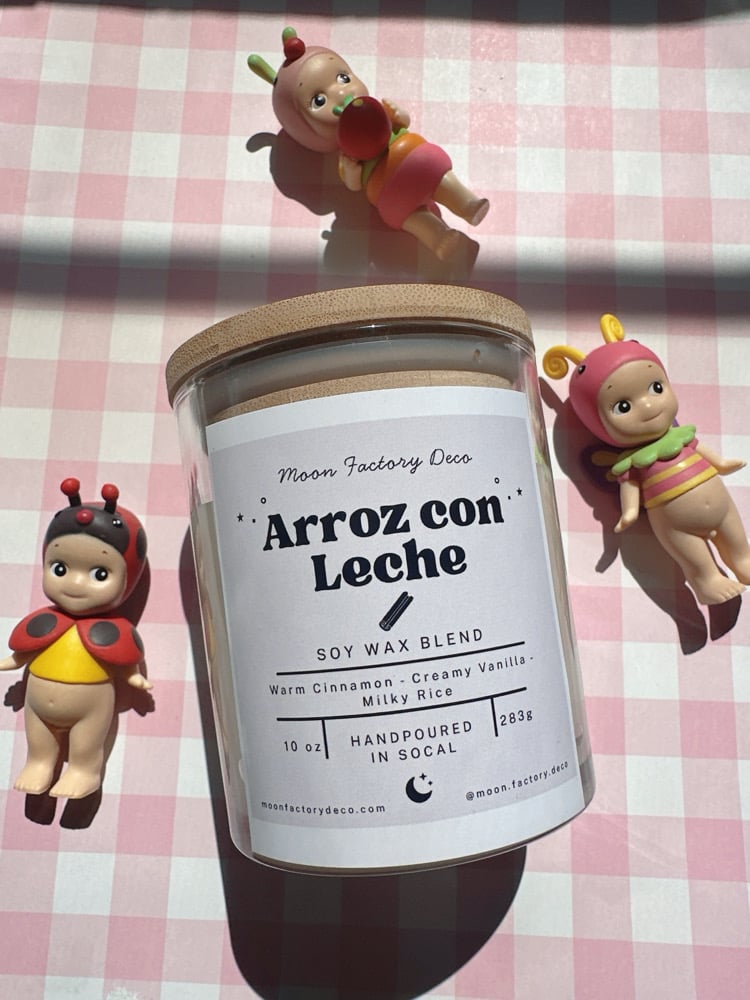 Moon Factory Deco
Arroz con
Leche
SOY WAX BLEND
Warm Cinnamon - Creamy Vanilla -
Milky Rice
10 oz
HANDPOURED
IN SOCAL
283g
moonfactorydeco.com
@moon.factory.deco